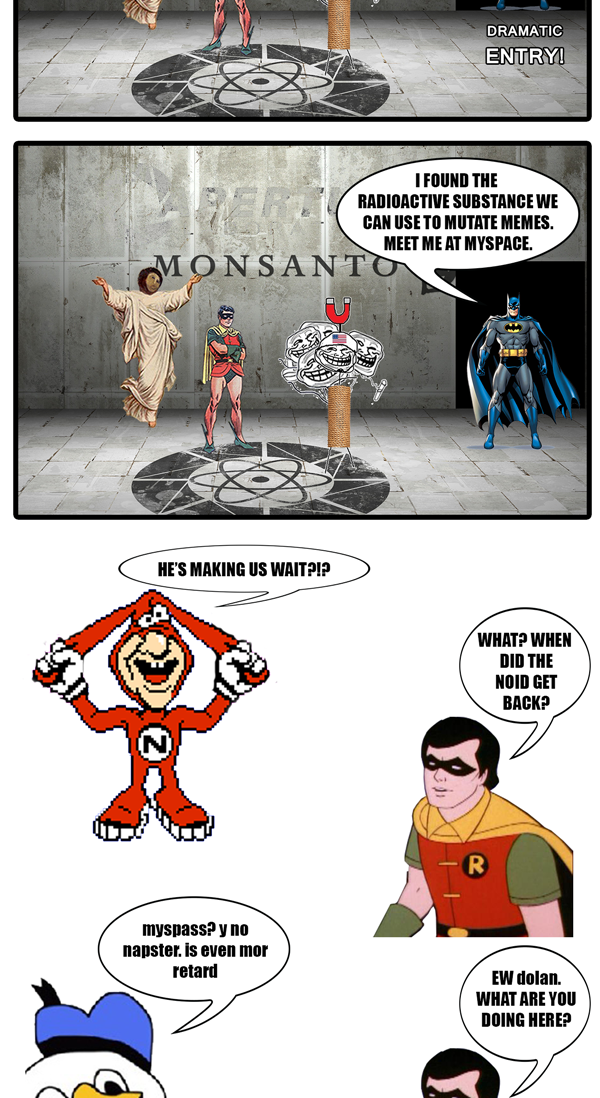 DRAMATIC
ENTRY!
I FOUND THE
RADIOACTIVE SUBSTANCE WE
CAN USE TO MUTATE MEMES.
MEET ME AT MYSPACE.
MONSANTO
HE'S MAKING US WAIT?!?
N
WHAT? WHEN
DID THE
NOID GET
BACK?
R
myspass? y no
napster. is even mor
retard
EW dolan.
WHAT ARE YOU
DOING HERE?